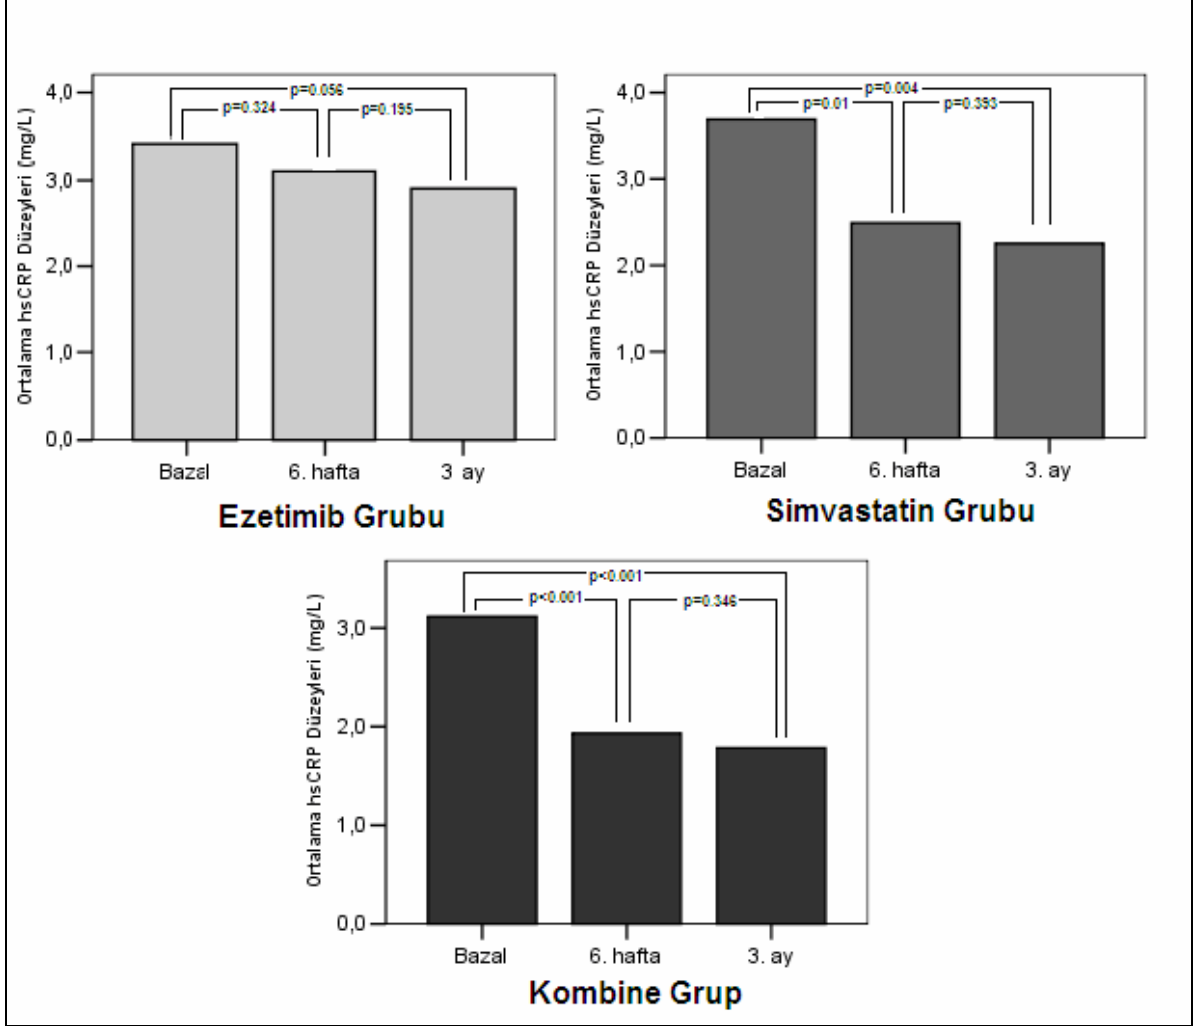 Ortalama hsCRP Düzeyleri (mg/L)
4,0
3,0
2,0
1,0
0,0
p=0.056
p=0.324
p=0.195
Bazal
6. hafta
3 ay
Ezetimib Grubu
Ortalama hsCRP Düzeyleri (mg/L)
4,0
3,0
2,0
1,0
0,0
p=0.004
p=0.01
p=0.393
Bazal
6. hafta
3. ay
Simvastatin Grubu
Ortalama hsCRP Düzeyleri (mg/L)
3,0
2,0
1,0
0,0
p<0.001
p<0.001
p=0.346
Bazal
6. hafta
3. ay
Kombine Grup